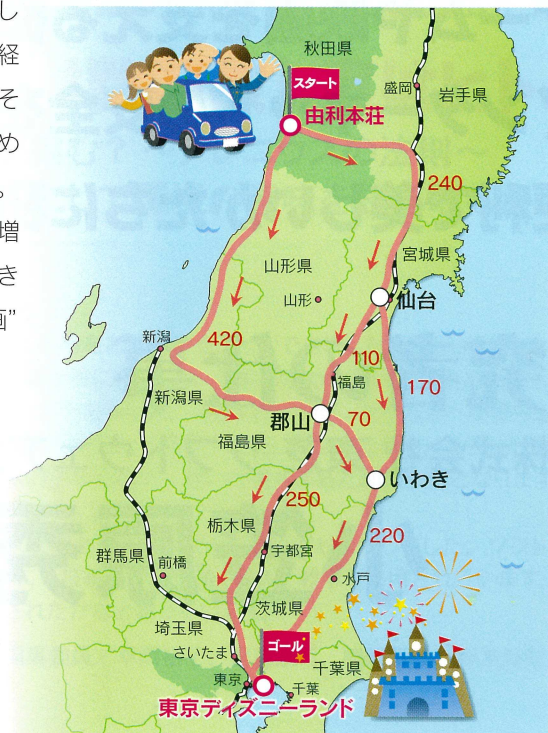 し
経
そ
め
。
増
き
画”
秋田県
スタート
由利本荘
盛岡
岩手県
240
宮城県
山形県
山形
仙台
420
新潟
110
福島
170
新潟県
70
郡山
福島県
いわき
250
220
栃木県
宇都宮
群馬県
前橋
水戸
茨城県
埼玉県
さいたま
ゴール
千葉県
東京
千葉
東京ディズニーランド